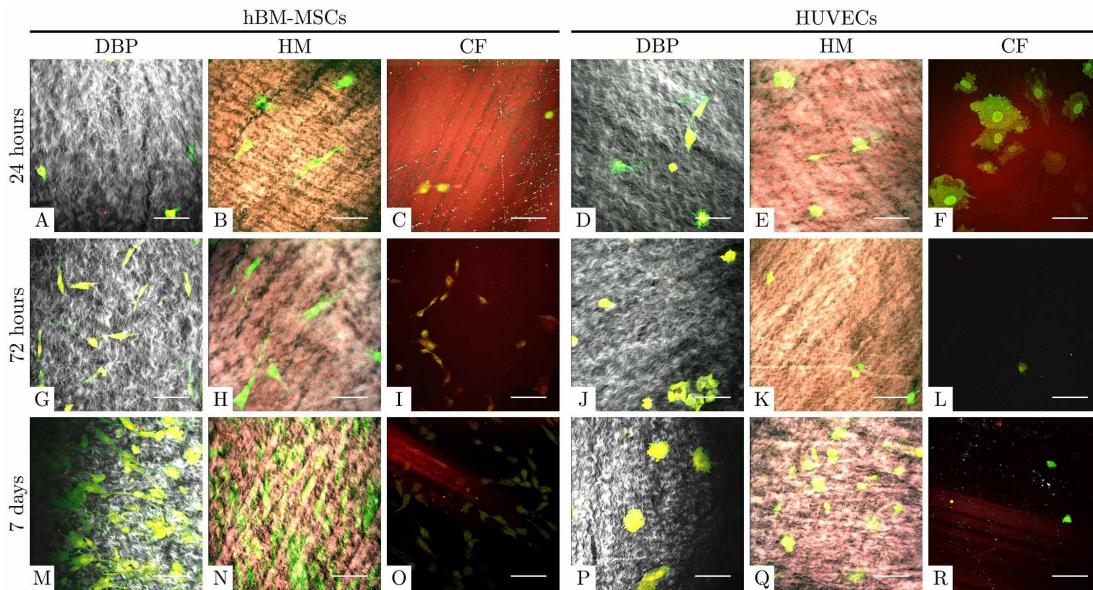 hBM-MSCs HUVECs
DBP HM CF DBP HM CF
24 hours
A B C D E F
72 hours
G H I J K L
7 days
M N O P Q R